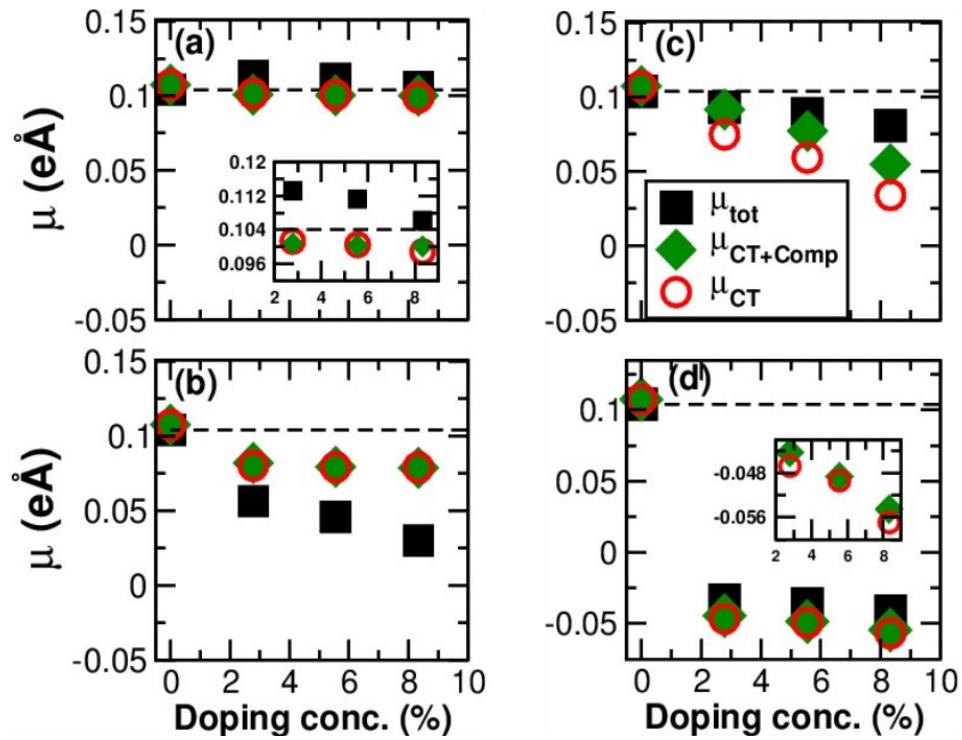 (a)
0.15
0.1
0.05
0
-0.05
μ (eÅ)
0.12
0.112
0.104
0.096
2 4 6 8
(b)
0.15
0.1
0.05
0
-0.05
μ (eÅ)
0 2 4 6 8 10
Doping conc. (%)
(c)
0.15
0.1
0.05
0
-0.05
μtot
μCT+Comp
μCT
(d)
0.1
0.05
0
-0.05
-0.048
-0.056
2 4 6 8
0 2 4 6 8 10
Doping conc. (%)